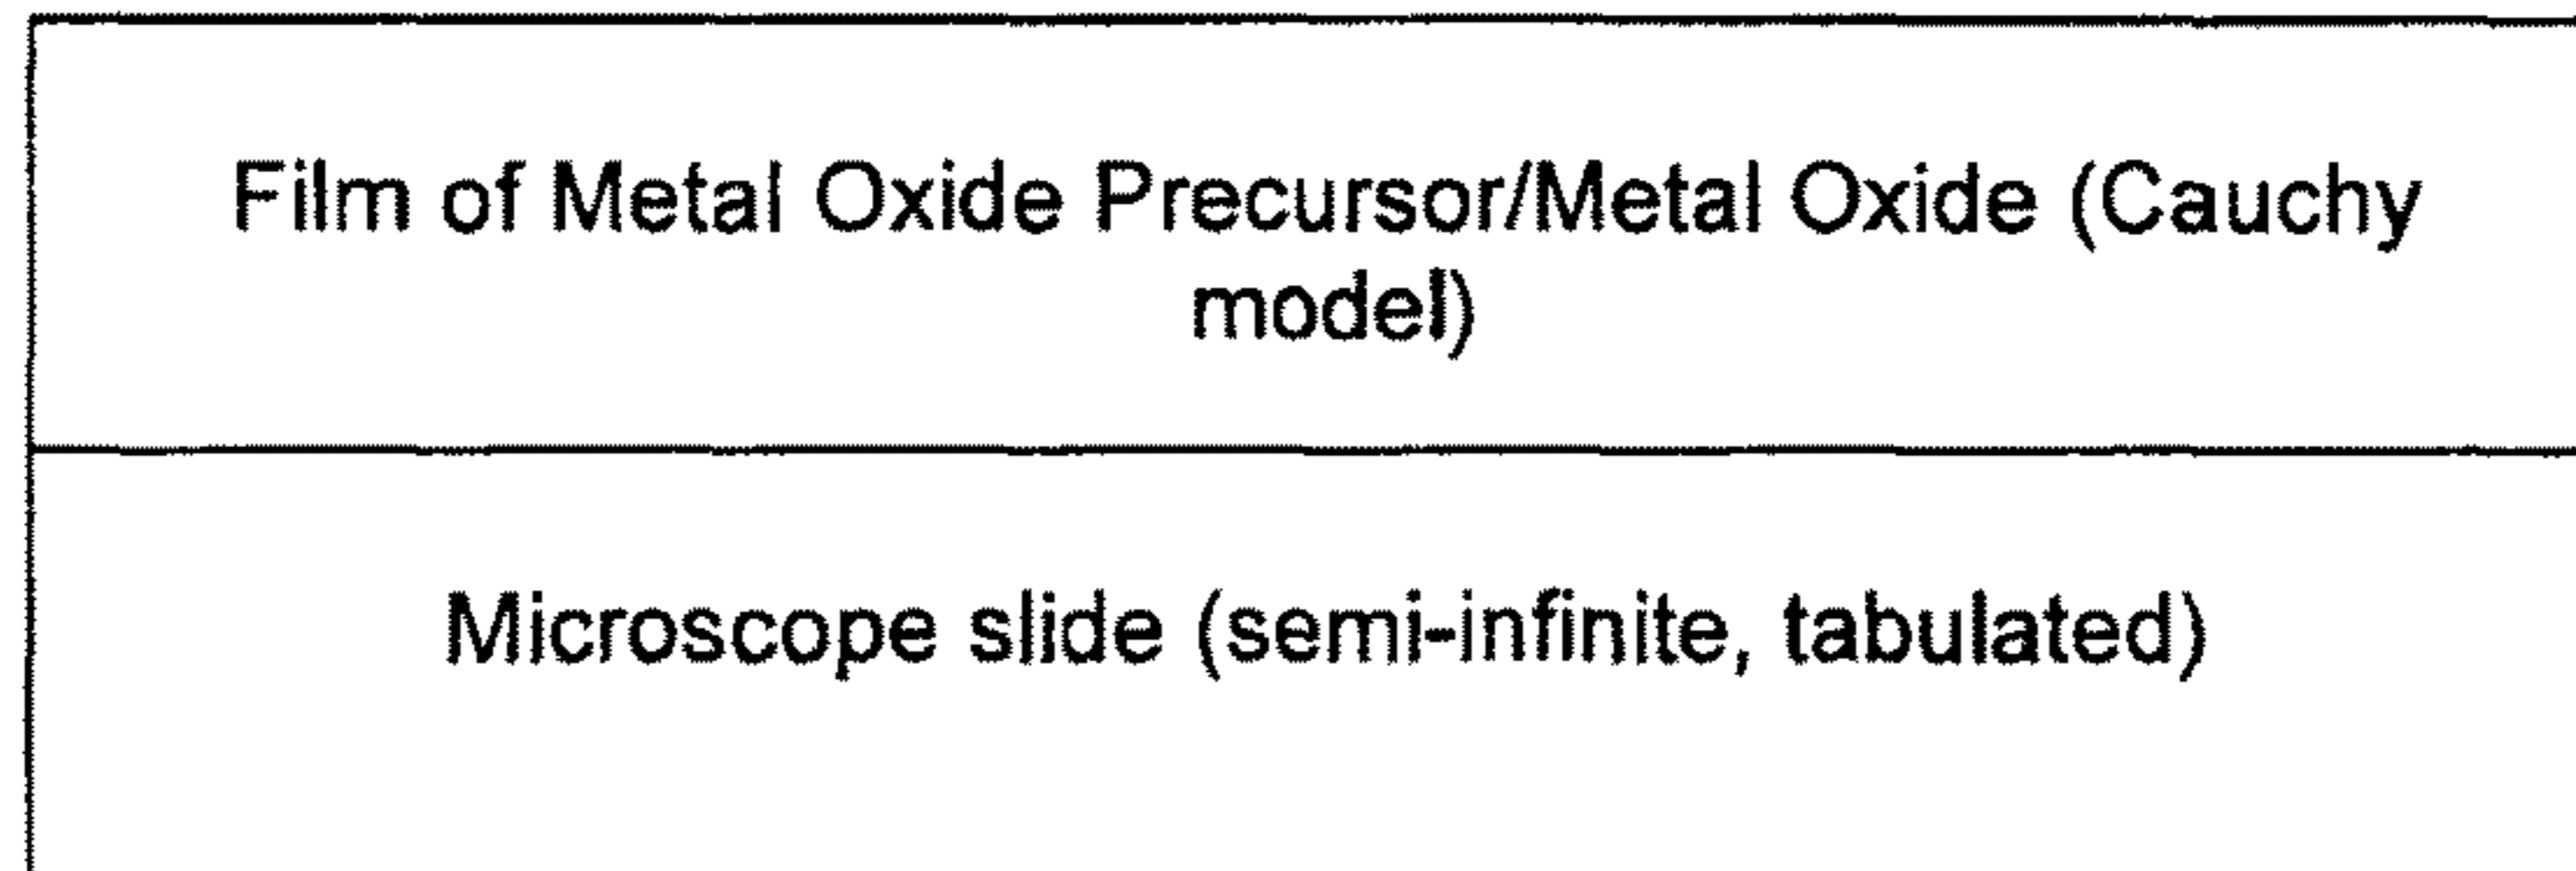 Film of Metal Oxide Precursor/Metal Oxide (Cauchy
model)
Microscope slide (semi-infinite, tabulated)